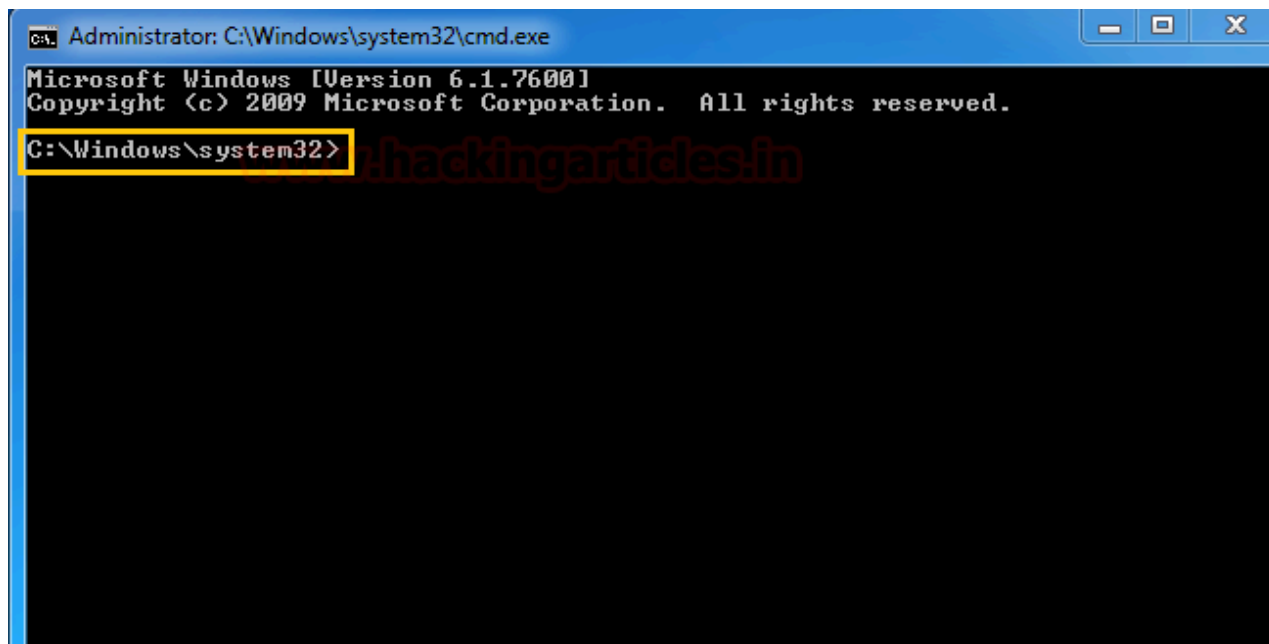 Administrator: C:\Windows\system32\cmd.exe
Microsoft Windows [Version 6.1.7600]
Copyright (c) 2009 Microsoft Corporation.  All rights reserved.
C:\Windows\system32>
www.hackingarticles.in